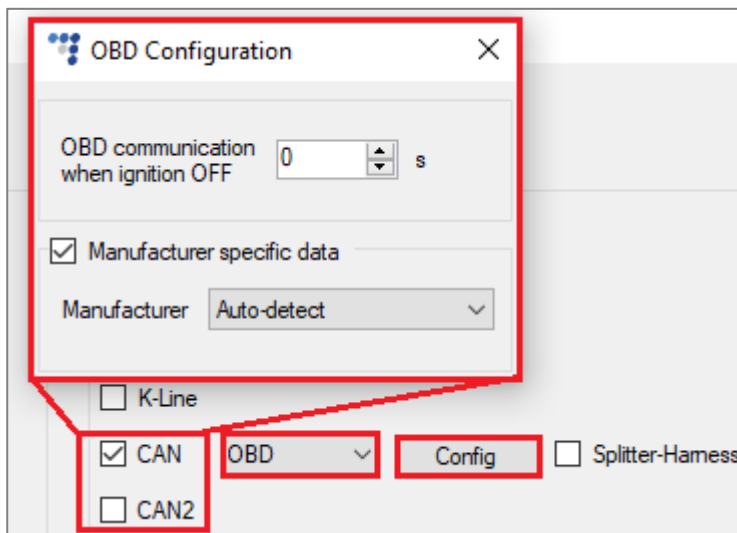 OBD Configuration
OBD communication
when ignition OFF
0
s
Manufacturer specific data
Manufacturer
Auto-detect
K-Line
CAN
OBD
Config
Splitter-Harness
CAN2